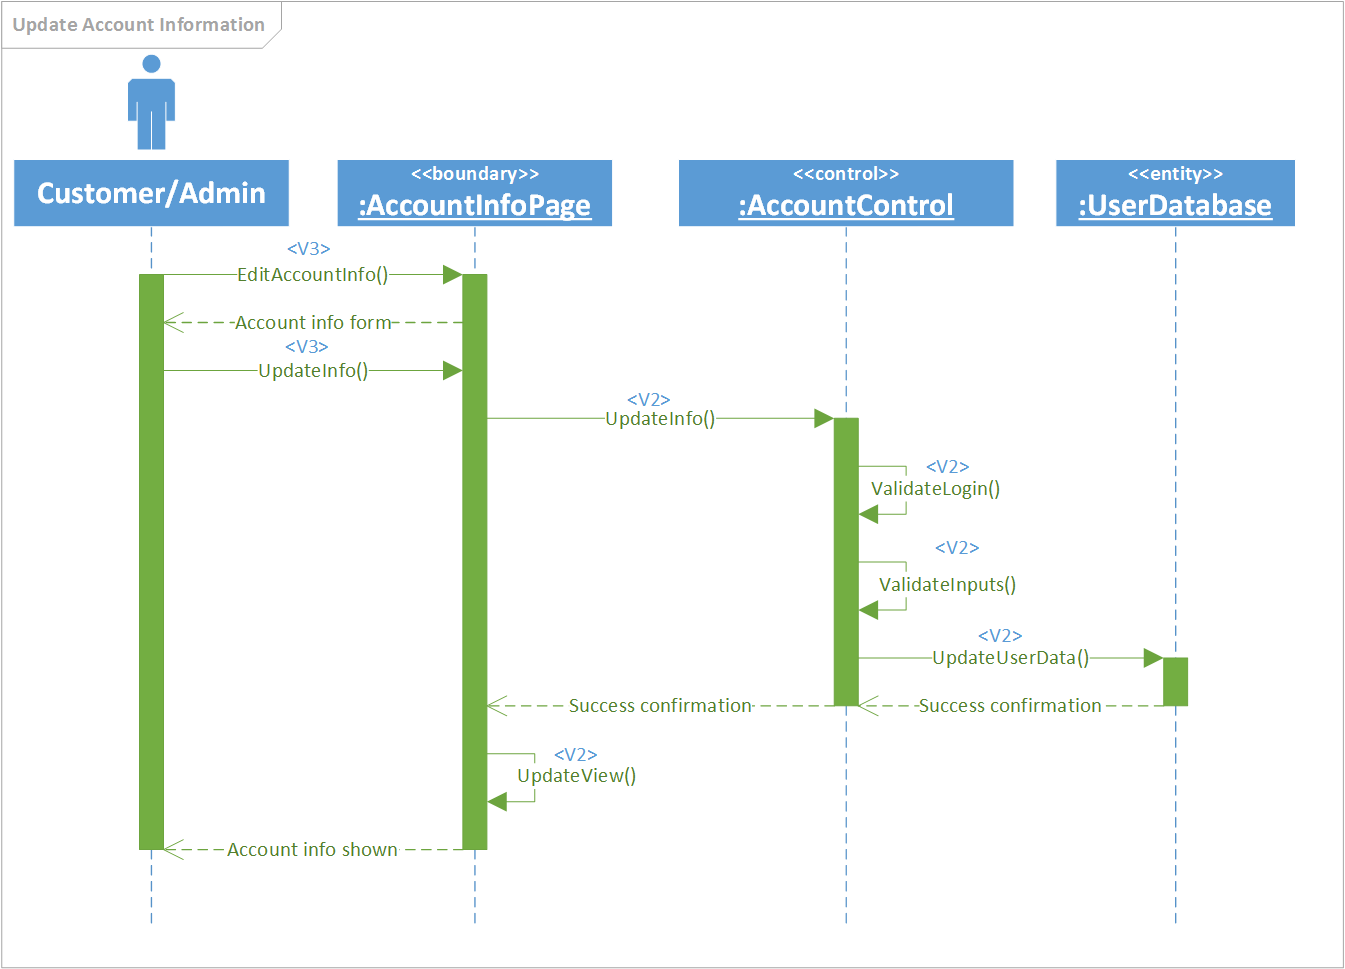 Update Account Information
Customer/Admin
<<boundary>>
:AccountInfoPage
<<control>>
:AccountControl
<<entity>>
:UserDatabase
<V3>
EditAccountInfo()
Account info form
<V3>
UpdateInfo()
<V2>
UpdateInfo()
<V2>
ValidateLogin()
<V2>
ValidateInputs()
<V2>
UpdateUserData()
Success confirmation
Success confirmation
<V2>
UpdateView()
Account info shown